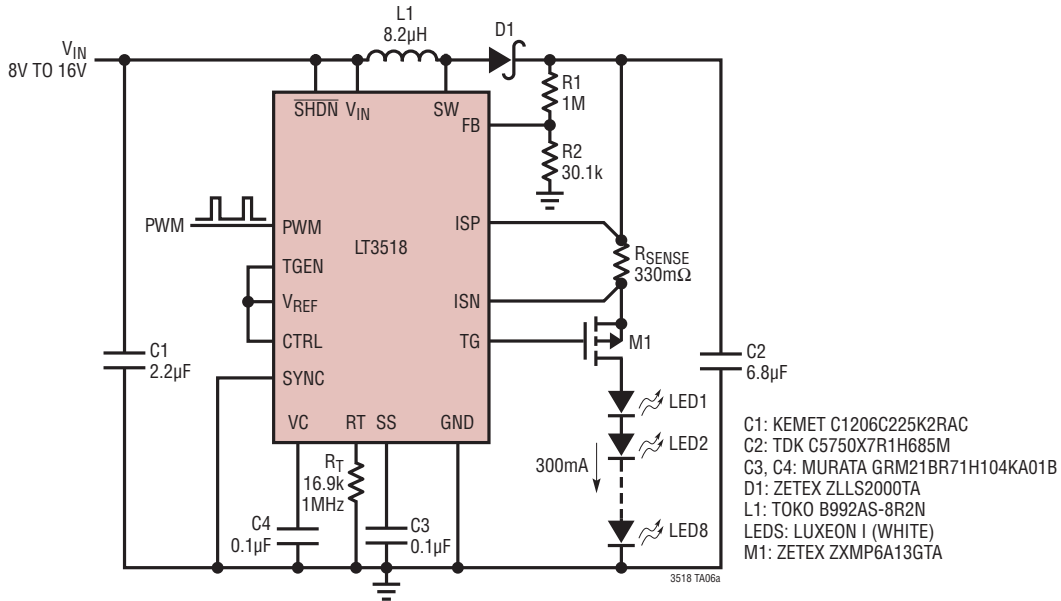 L1
8.2µH
D1
VIN
8V TO 16V
R1
1M
SHDN VIN
SW
FB
R2
30.1k
PWM
PWM
ISP
LT3518
RSENSE
330mΩ
TGEN
VREF
ISN
CTRL
TG
M1
C1
2.2µF
C2
6.8µF
SYNC
LED1
VC
RT SS
GND
LED2
RT
16.9k
1MHz
300mA
C4
0.1µF
C3
0.1µF
LED8
3518 TA06a
C1: KEMET C1206C225K2RAC
C2: TDK C5750X7R1H685M
C3, C4: MURATA GRM21BR71H104KA01B
D1: ZETEX ZLLS2000TA
L1: TOKO B992AS-8R2N
LEDS: LUXEON I (WHITE)
M1: ZETEX ZXMP6A13GTA